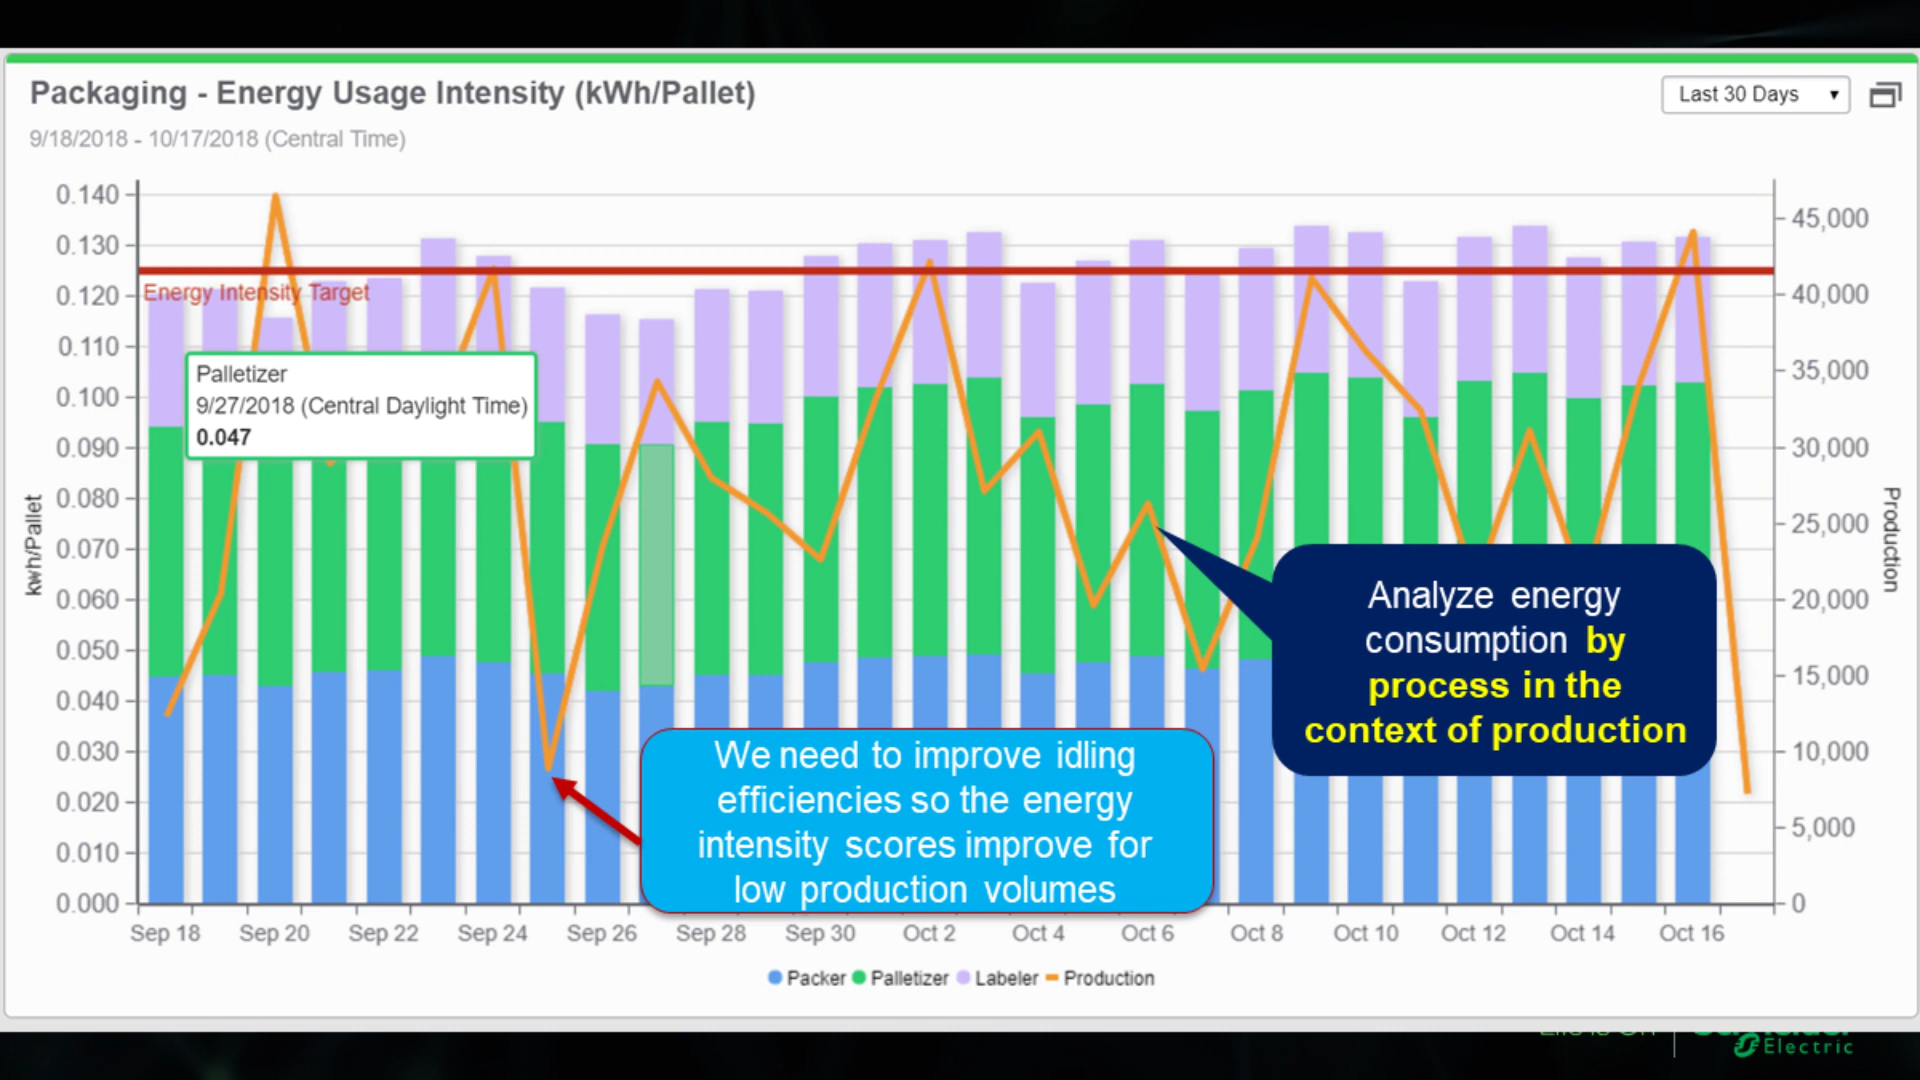 Packaging - Energy Usage Intensity (kWh/Pallet)
Last 30 Days
9/18/2018 - 10/17/2018 (Central Time)
0.140
0.130
0.120
0.110
0.100
0.090
0.080
0.070
0.060
0.050
0.040
0.030
0.020
0.010
0.000
kwh/Pallet
Energy Intensity Target
Palletizer
9/27/2018 (Central Daylight Time)
0.047
We need to improve idling
efficiencies so the energy
intensity scores improve for
low production volumes
Analyze energy
consumption by
process in the
context of production
45,000
40,000
35,000
30,000
25,000
20,000
15,000
10,000
5,000
0
Production
Sep 18
Sep 20
Sep 22
Sep 24
Sep 26
Sep 28
Sep 30
Oct 2
Oct 4
Oct 6
Oct 8
Oct 10
Oct 12
Oct 14
Oct 16
Packer
Palletizer
Labeler
Production
Electric